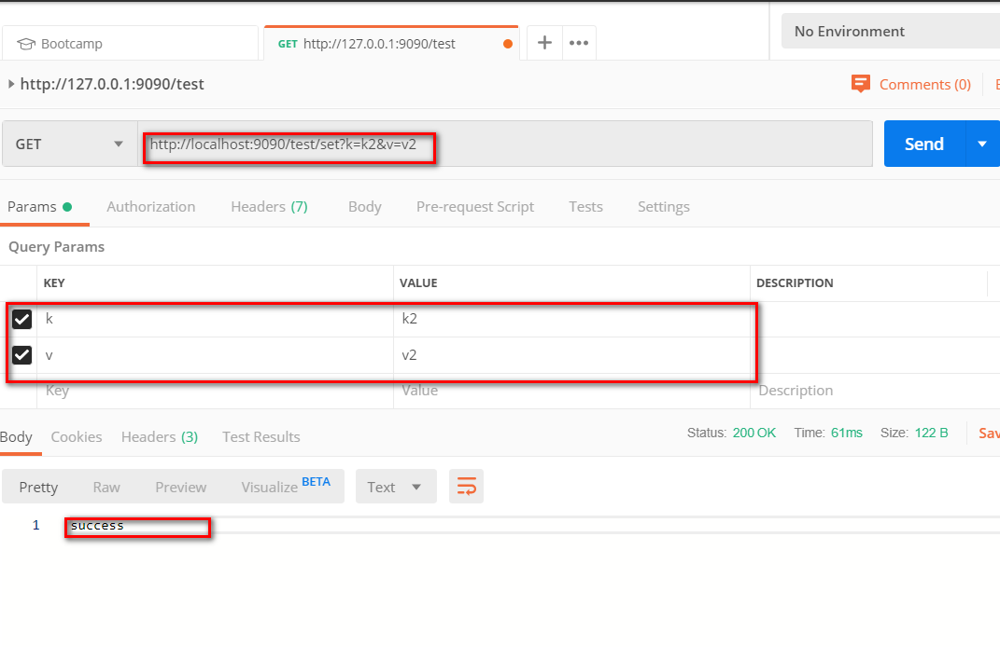 No Environment
Bootcamp
GET http://127.0.0.1:9090/test
http://127.0.0.1:9090/test
Comments (0)
GET http://localhost:9090/test/set?k=k2&v=v2 Send
Params Authorization Headers (7) Body Pre-request Script Tests Settings
Query Params
KEY VALUE DESCRIPTION
k k2
v v2
Key Value Description
Body Cookies Headers (3) Test Results Status: 200 OK Time: 61ms Size: 122 B Sav
Pretty Raw Preview Visualize BETA Text
1 success